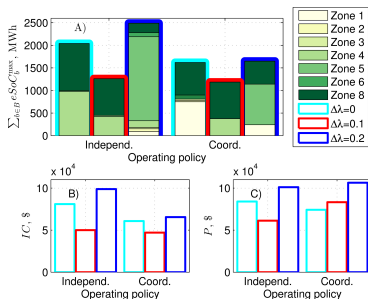 A)
∑_{b∈B} eSoC_b^{max}, MWh
2500
2000
1500
1000
500
0
Independ.
Coord.
Operating policy
Zone 1
Zone 2
Zone 3
Zone 4
Zone 5
Zone 6
Zone 8
Δλ=0
Δλ=0.1
Δλ=0.2
x 10^4
B)
IC, $
10
5
0
Independ.
Coord.
Operating policy
x 10^4
C)
P, $
10
5
0
Independ.
Coord.
Operating policy